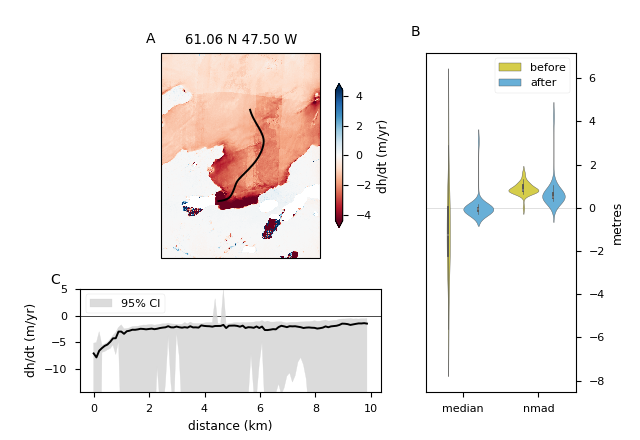 A
61.06 N 47.50 W
4
2
0
−2
−4
dh/dt (m/yr)
B
before
after
6
4
2
0
−2
−4
−6
−8
metres
median
nmad
C
95% CI
5
0
−5
−10
dh/dt (m/yr)
0
2
4
6
8
10
distance (km)